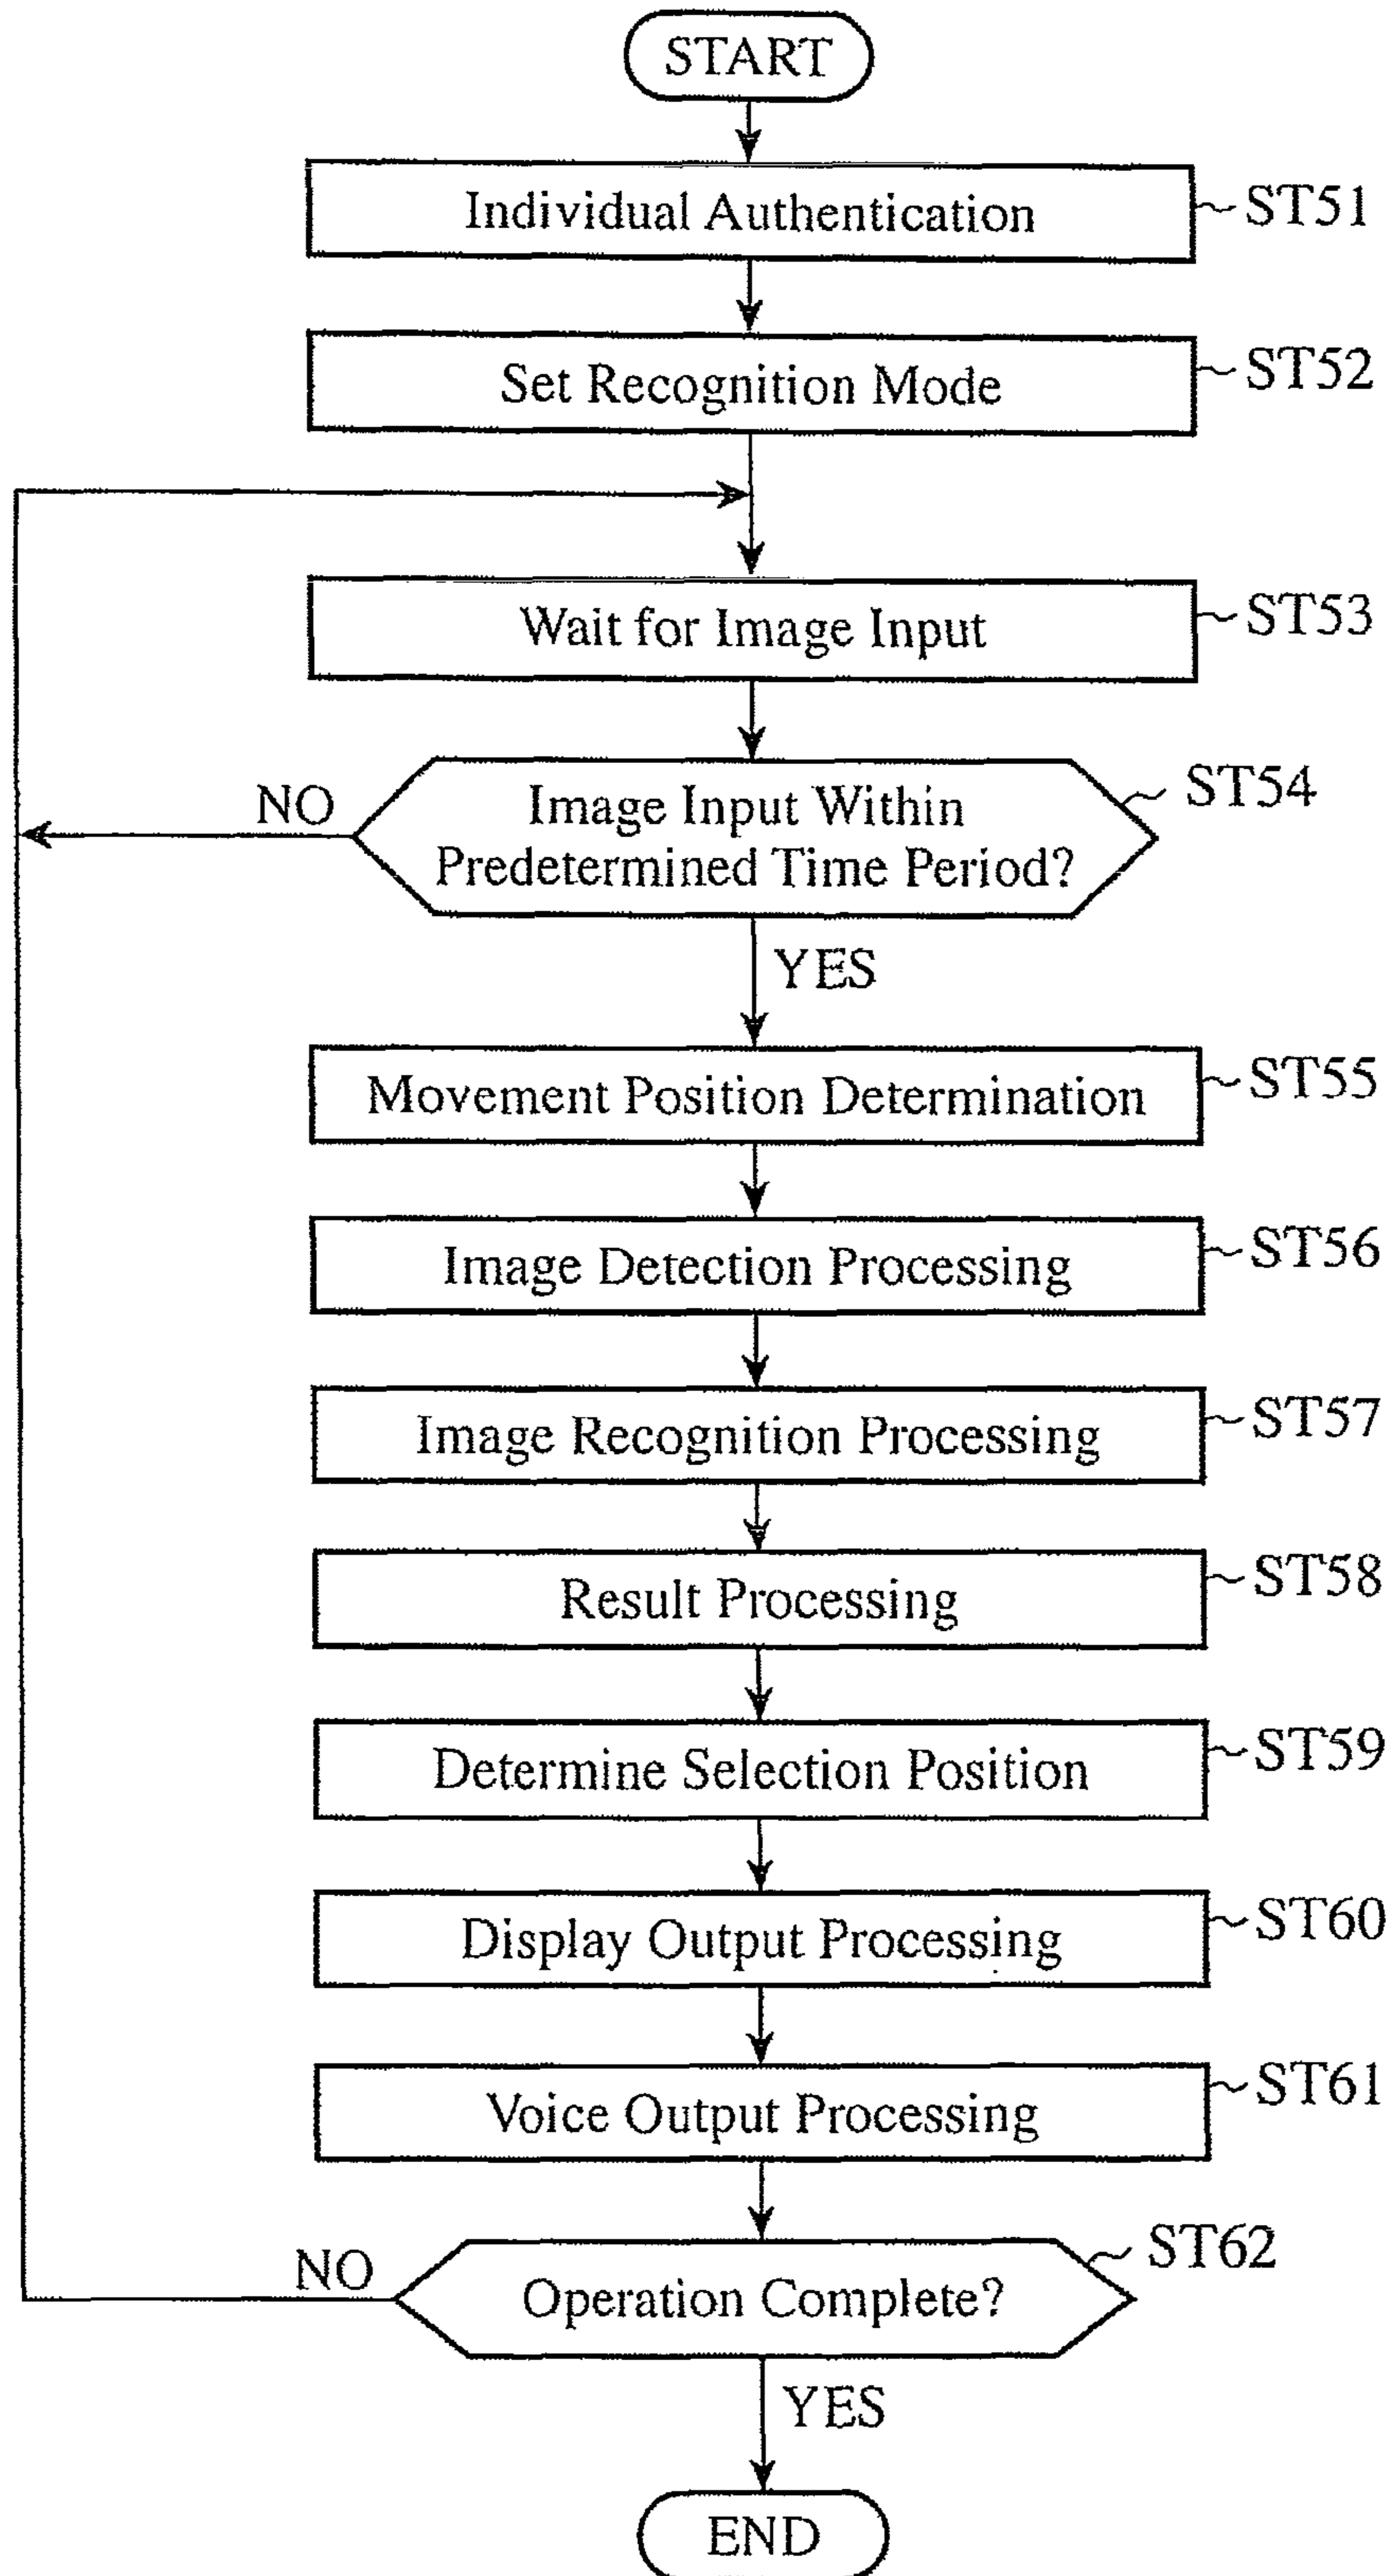 START
Individual Authentication
ST51
Set Recognition Mode
ST52
Wait for Image Input
ST53
NO
Image Input Within
Predetermined Time Period?
ST54
YES
Movement Position Determination
ST55
Image Detection Processing
ST56
Image Recognition Processing
ST57
Result Processing
ST58
Determine Selection Position
ST59
Display Output Processing
ST60
Voice Output Processing
ST61
NO
Operation Complete?
ST62
YES
END